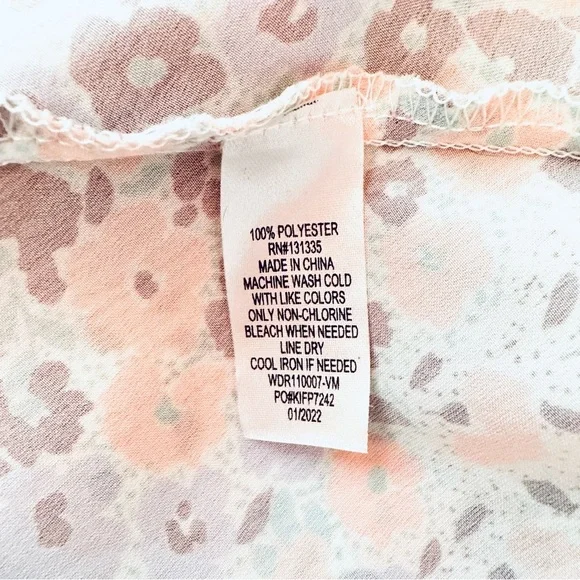 100% POLYESTER
RN#131335
MADE IN CHINA
MACHINE WASH COLD
WITH LIKE COLORS
ONLY NON-CHLORINE
BLEACH WHEN NEEDED
LINE DRY
COOL IRON IF NEEDED
WDR110007-VM
PO#KIFP7242
01/2022